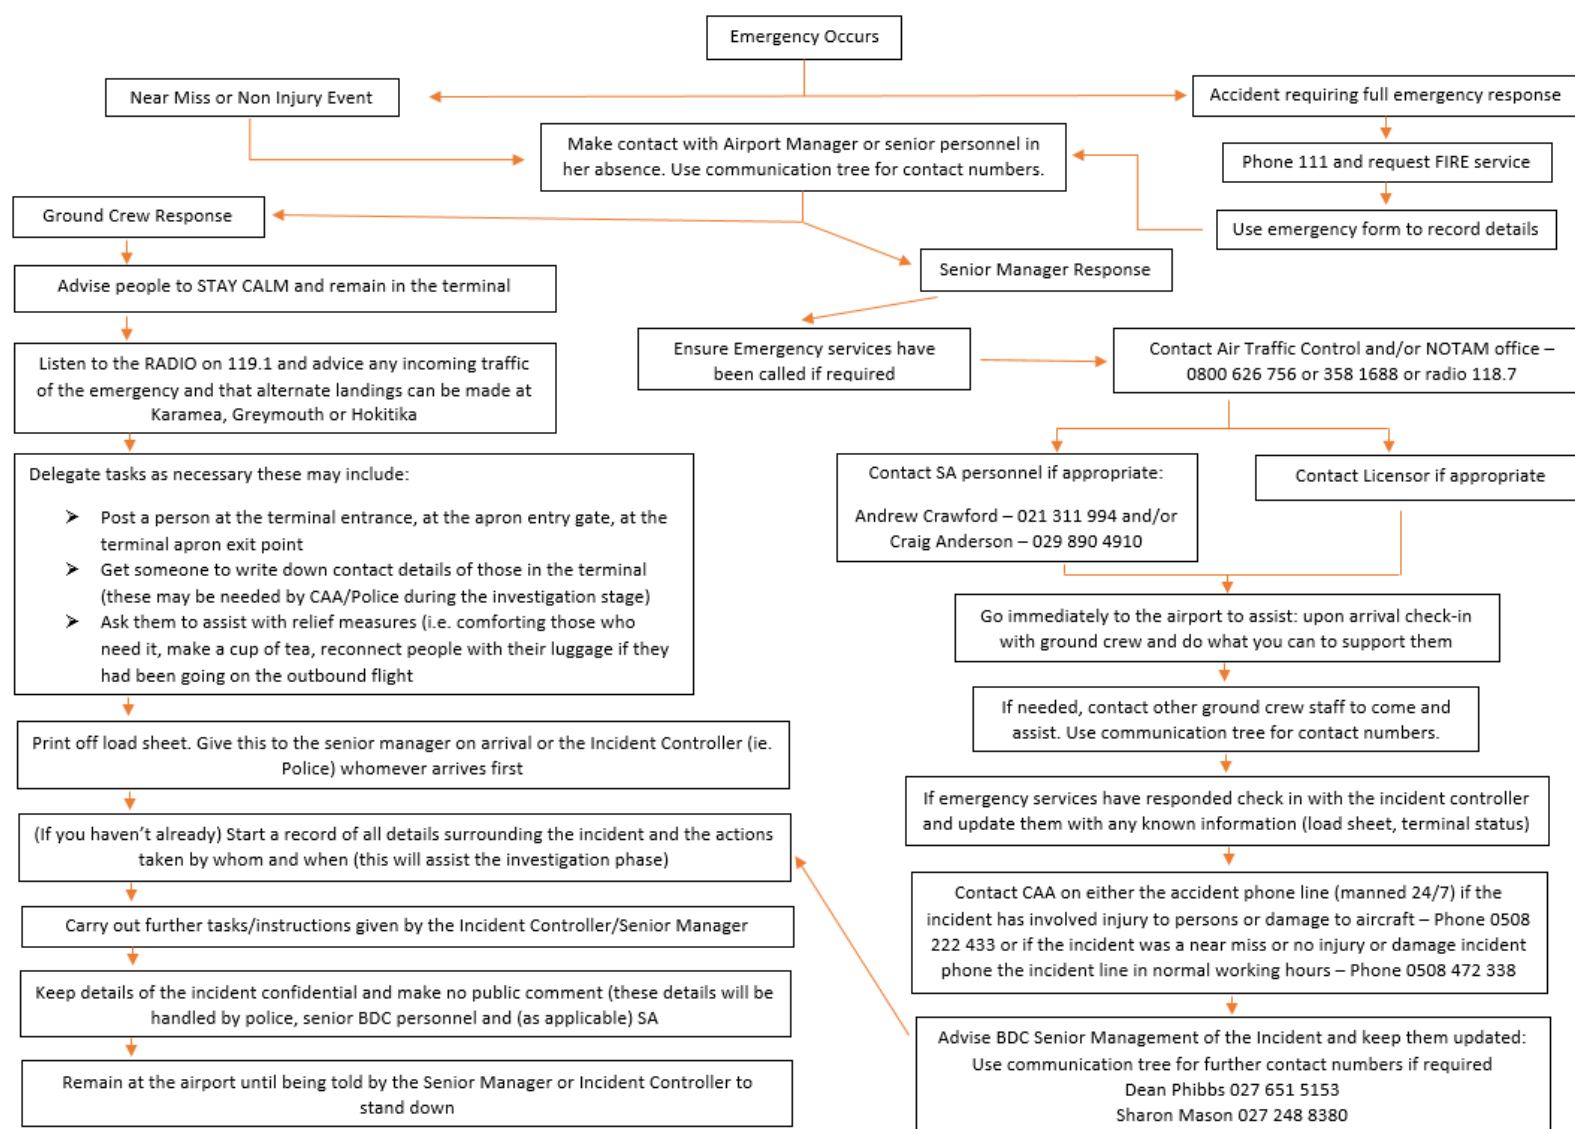 Emergency Occurs
Near Miss or Non Injury Event
Accident requiring full emergency response
Make contact with Airport Manager or senior personnel in
her absence. Use communication tree for contact numbers.
Phone 111 and request FIRE service
Use emergency form to record details
Ground Crew Response
Senior Manager Response
Advise people to STAY CALM and remain in the terminal
Listen to the RADIO on 119.1 and advice any incoming traffic
of the emergency and that alternate landings can be made at
Karamea, Greymouth or Hokitika
Delegate tasks as necessary these may include:
➤ Post a person at the terminal entrance, at the apron entry gate, at the
terminal apron exit point
➤ Get someone to write down contact details of those in the terminal
(these may be needed by CAA/Police during the investigation stage)
➤ Ask them to assist with relief measures (i.e. comforting those who
need it, make a cup of tea, reconnect people with their luggage if they
had been going on the outbound flight
Print off load sheet. Give this to the senior manager on arrival or the Incident Controller (ie.
Police) whomever arrives first
(If you haven't already) Start a record of all details surrounding the incident and the actions
taken by whom and when (this will assist the investigation phase)
Carry out further tasks/instructions given by the Incident Controller/Senior Manager
Keep details of the incident confidential and make no public comment (these details will be
handled by police, senior BDC personnel and (as applicable) SA
Remain at the airport until being told by the Senior Manager or Incident Controller to
stand down
Ensure Emergency services have
been called if required
Contact Air Traffic Control and/or NOTAM office –
0800 626 756 or 358 1688 or radio 118.7
Contact SA personnel if appropriate:
Andrew Crawford – 021 311 994 and/or
Craig Anderson – 029 890 4910
Contact Licensor if appropriate
Go immediately to the airport to assist: upon arrival check-in
with ground crew and do what you can to support them
If needed, contact other ground crew staff to come and
assist. Use communication tree for contact numbers.
If emergency services have responded check in with the incident controller
and update them with any known information (load sheet, terminal status)
Contact CAA on either the accident phone line (manned 24/7) if the
incident has involved injury to persons or damage to aircraft – Phone 0508
222 433 or if the incident was a near miss or no injury or damage incident
phone the incident line in normal working hours – Phone 0508 472 338
Advise BDC Senior Management of the Incident and keep them updated:
Use communication tree for further contact numbers if required
Dean Phibbs 027 651 5153
Sharon Mason 027 248 8380